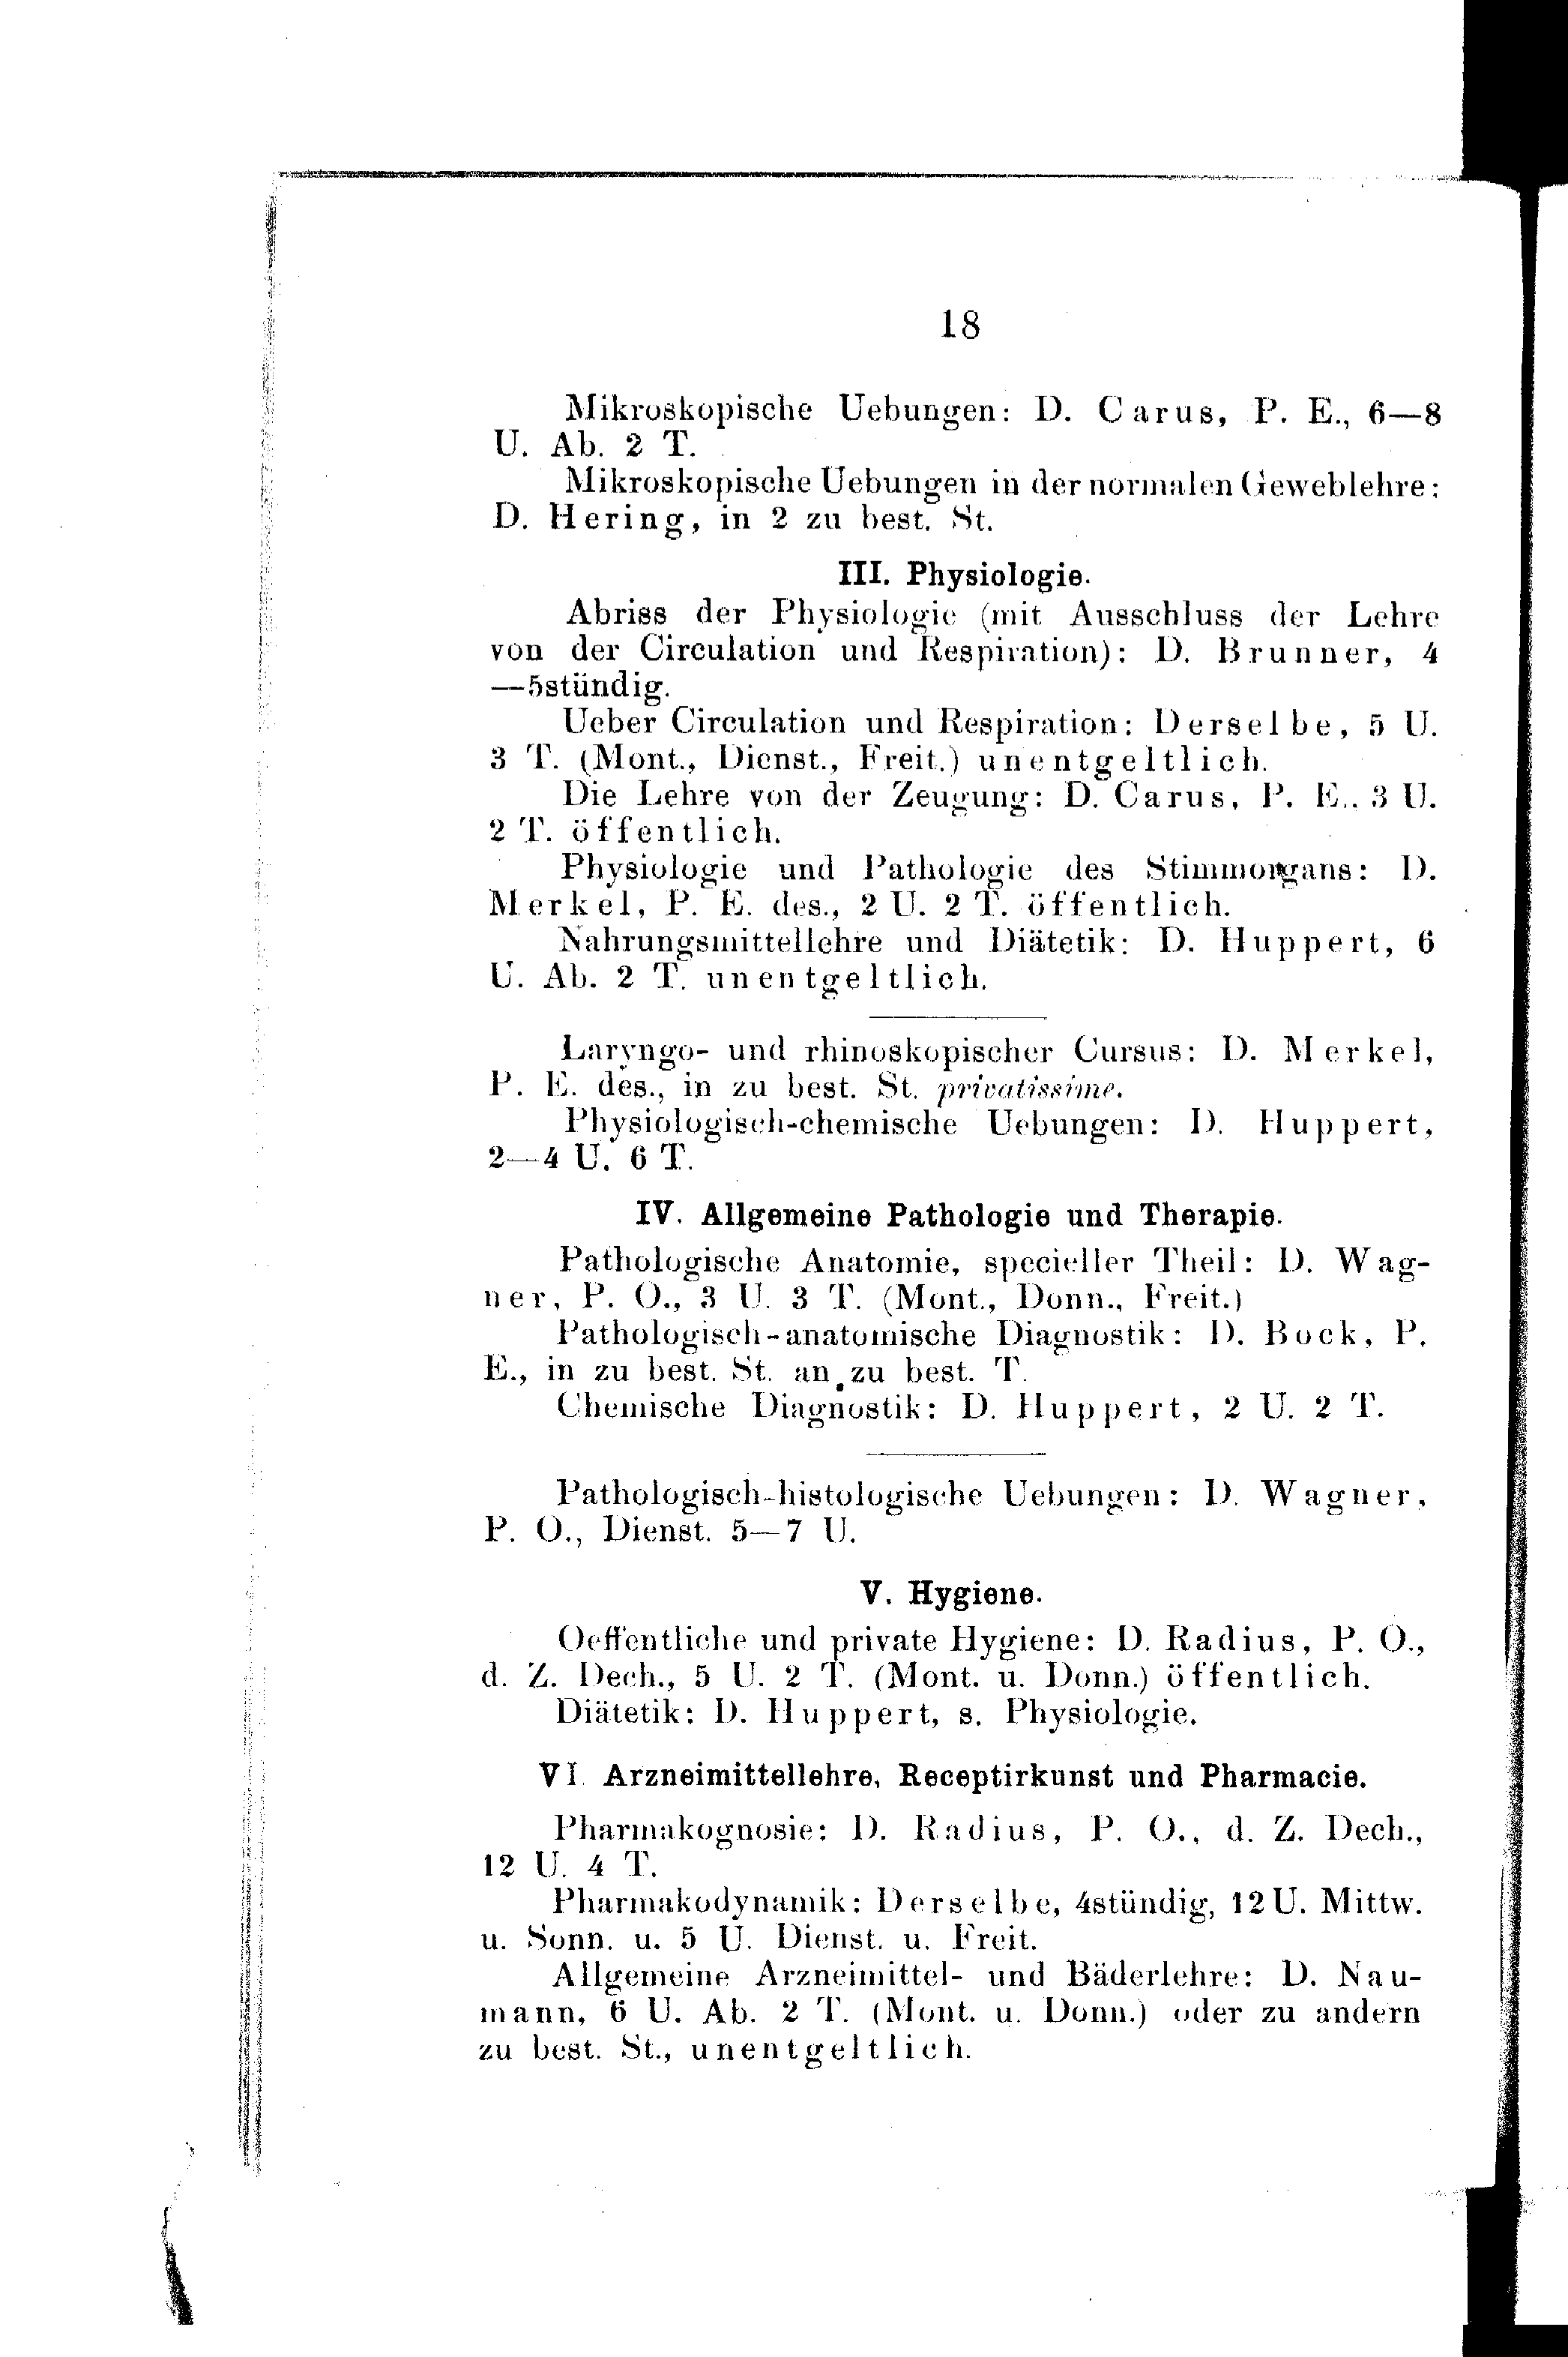 18
Mikroskopische Uebungen: D. Carus, P. E., 6—8
U. Ab. 2 T.
Mikroskopische Uebungen in der normalen Geweblehre:
D. Hering, in 2 zu best. St.
III. Physiologie.
Abriss der Physiologie (mit Ausschluss der Lehre
von der Circulation und Respiration): D. Brunner, 4
—5stündig.
Ueber Circulation und Respiration: Derselbe, 5 U.
3 T. (Mont., Dienst., Freit.) unentgeltlich.
Die Lehre von der Zeugung: D. Carus, P. E., 3 U.
2 T. öffentlich.
Physiologie und Pathologie des Stimmorgans: D.
Merkel, P. E. des., 2 U. 2 T. öffentlich.
Nahrungsmittellehre und Diätetik: D. Huppert, 6
U. Ab. 2 T. unentgeltlich.
Laryngo- und rhinoskopischer Cursus: D. Merkel,
P. E. des., in zu best. St. privatissime.
Physiologisch-chemische Uebungen: D. Huppert,
2—4 U. 6 T.
IV. Allgemeine Pathologie und Therapie.
Pathologische Anatomie, specieller Theil: D. Wag-
ner, P. O., 3 U. 3 T. (Mont., Donn., Freit.)
Pathologisch-anatomische Diagnostik: D. Bock, P.
E., in zu best. St. an zu best. T.
Chemische Diagnostik: D. Huppert, 2 U. 2 T.
Pathologisch-histologische Uebungen: D. Wagner,
P. O., Dienst. 5—7 U.
V. Hygiene.
Oeffentliche und private Hygiene: D. Radius, P. O.,
d. Z. Dech., 5 U. 2 T. (Mont. u. Donn.) öffentlich.
Diätetik: D. Huppert, s. Physiologie.
VI. Arzneimittellehre, Receptirkunst und Pharmacie.
Pharmakognosie: D. Radius, P. O., d. Z. Dech.,
12 U. 4 T.
Pharmakodynamik: Derselbe, 4stündig, 12 U. Mittw.
u. Sonn. u. 5 U. Dienst. u. Freit.
Allgemeine Arzneimittel- und Bäderlehre: D. Nau-
mann, 6 U. Ab. 2 T. (Mont. u. Donn.) oder zu andern
zu best. St., unentgeltlich.